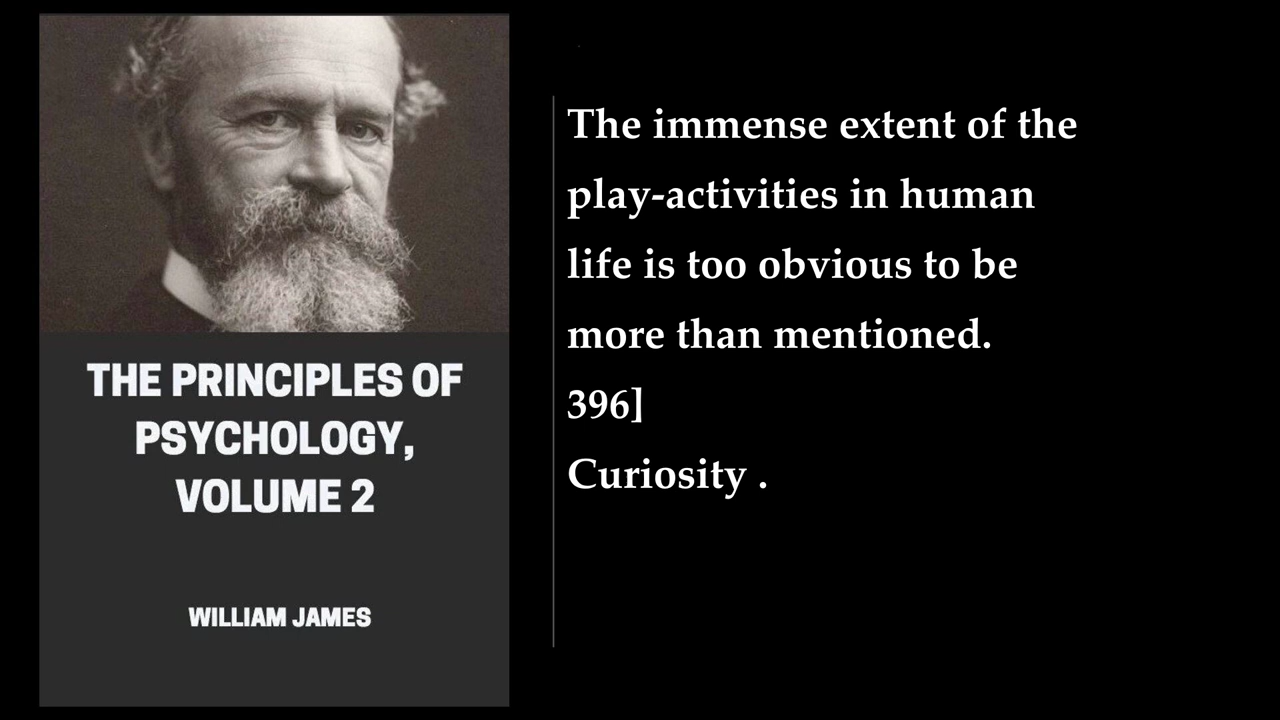 THE PRINCIPLES OF
PSYCHOLOGY,
VOLUME 2
WILLIAM JAMES
The immense extent of the
play-activities in human
life is too obvious to be
more than mentioned.
396]
Curiosity .